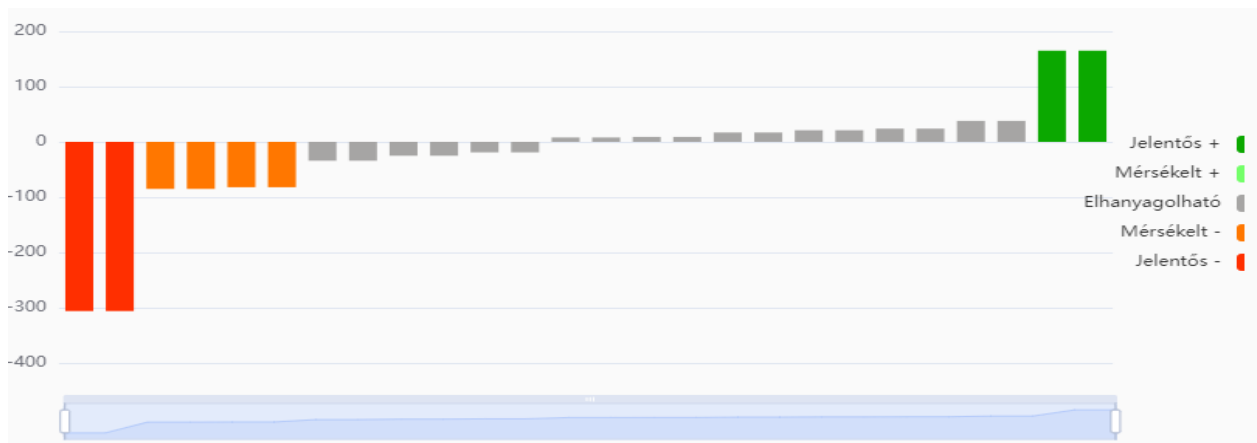 200
100
0
-100
-200
-300
-400
Jelentős +
Mérsékelt +
Elhanyagolható
Mérsékelt -
Jelentős -